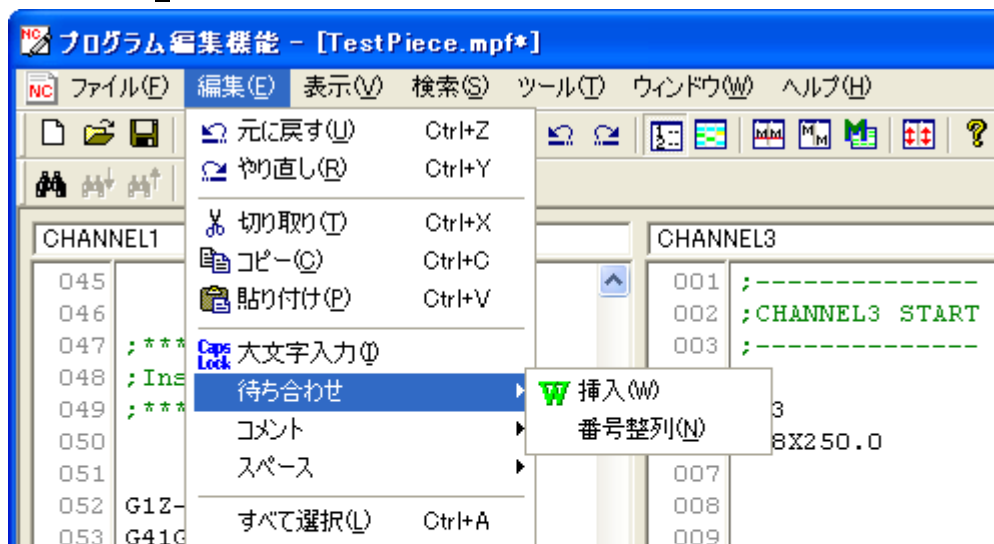 プログラム編集機能 - [TestPiece.mpf*]
ファイル(F) 編集(E) 表示(V) 検索(S) ツール(T) ウィンドウ(W) ヘルプ(H)
元に戻す(U) Ctrl+Z
やり直し(R) Ctrl+Y
切り取り(T) Ctrl+X
コピー(C) Ctrl+C
貼り付け(P) Ctrl+V
Caps Lock 大文字入力(I)
待ち合わせ
コメント
スペース
すべて選択(L) Ctrl+A
挿入(W)
番号整列(N)
CHANNEL1
045
046
047 ;***
048 ;Ins
049 ;***
050
051
052 G1Z-
053 G41G
CHANNEL3
001 ;--------------
002 ;CHANNEL3 START
003 ;--------------
3
8X250.0
007
008
009